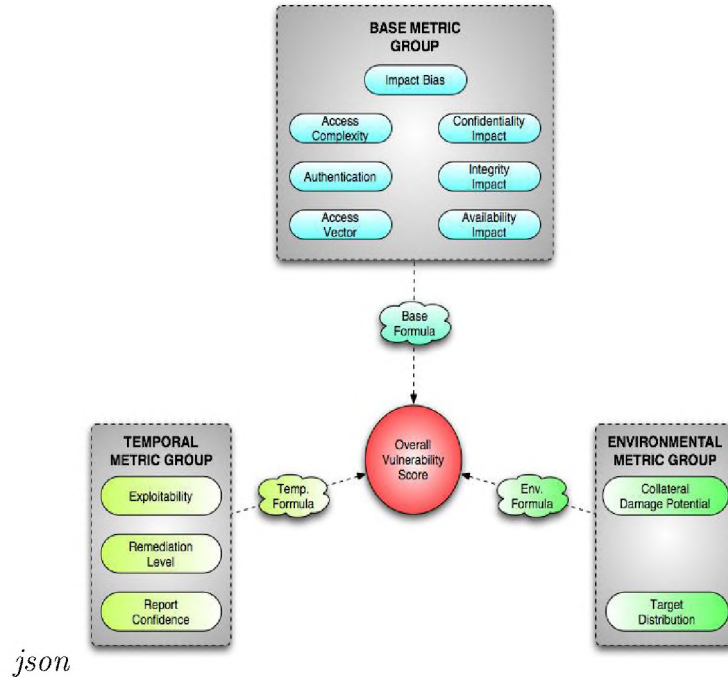 BASE METRIC
GROUP
Impact Bias
Access
Complexity
Confidentiality
Impact
Authentication
Integrity
Impact
Access
Vector
Availability
Impact
Base
Formula
TEMPORAL
METRIC GROUP
Exploitability
Remediation
Level
Report
Confidence
Temp.
Formula
Overall
Vulnerability
Score
Env.
Formula
ENVIRONMENTAL
METRIC GROUP
Collateral
Damage Potential
Target
Distribution
json